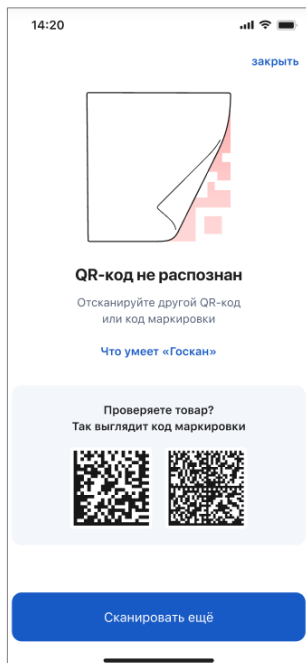 14:20
закрыть
QR-код не распознан
Отсканируйте другой QR-код
или код маркировки
Что умеет «Госкан»
Проверяете товар?
Так выглядит код маркировки
Сканировать ещё